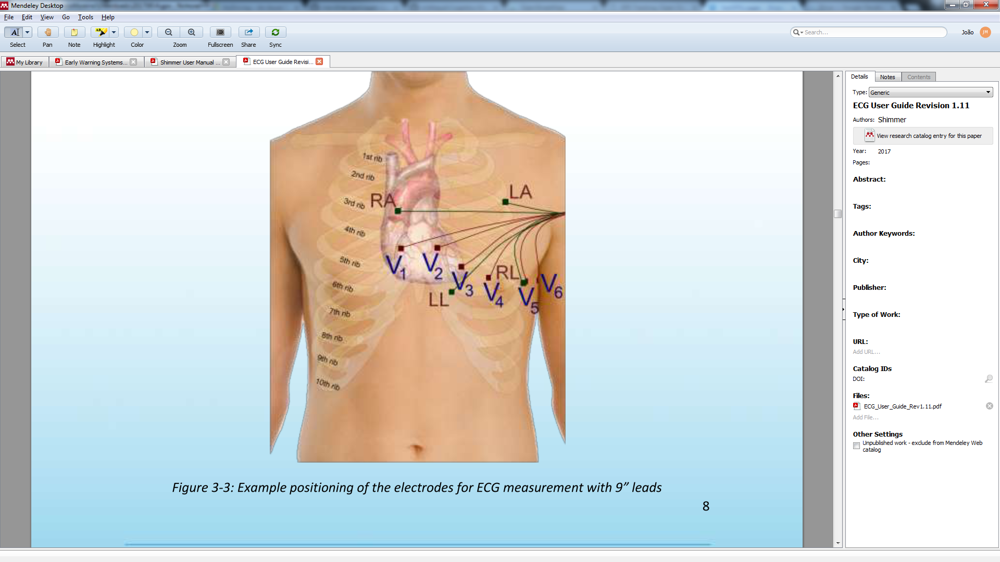 Mendeley Desktop
File Edit View Go Tools Help
Select Pan Note Highlight Color Zoom Fullscreen Share Sync
Search...
João JM
My Library
Early Warning Systems...
Shimmer User Manual ...
ECG User Guide Revisi...
1st rib
2nd rib
3rd rib
4th rib
5th rib
6th rib
7th rib
8th rib
9th rib
10th rib
RA
LA
V1
V2
V3
RL
V4
V5
V6
LL
Figure 3-3: Example positioning of the electrodes for ECG measurement with 9” leads
8
Details Notes Contents
Type: Generic
ECG User Guide Revision 1.11
Authors: Shimmer
View research catalog entry for this paper
Year: 2017
Pages:
Abstract:
Tags:
Author Keywords:
City:
Publisher:
Type of Work:
URL:
Add URL...
Catalog IDs
DOI:
Files:
ECG_User_Guide_Rev1.11.pdf
Add File...
Other Settings
Unpublished work - exclude from Mendeley Web
catalog